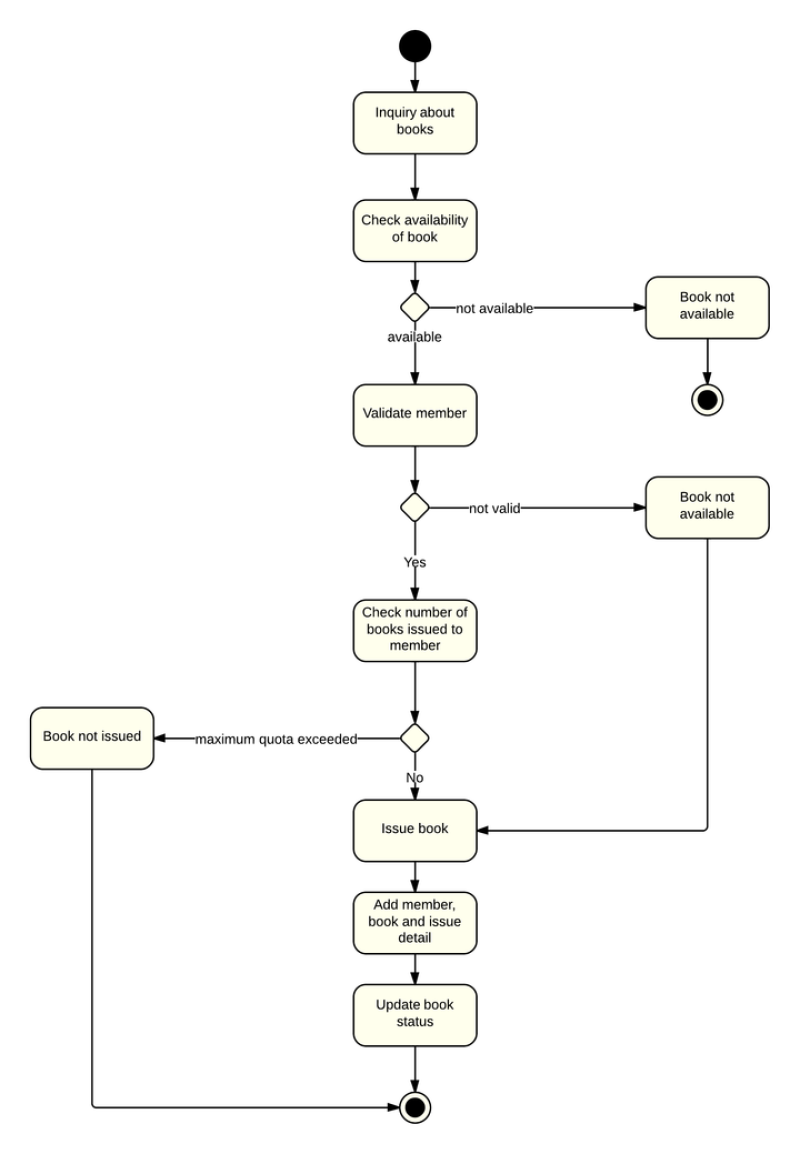 Inquiry about
books
Check availability
of book
not available
Book not
available
available
Validate member
not valid
Book not
available
Yes
Check number of
books issued to
member
Book not issued
maximum quota exceeded
No
Issue book
Add member,
book and issue
detail
Update book
status